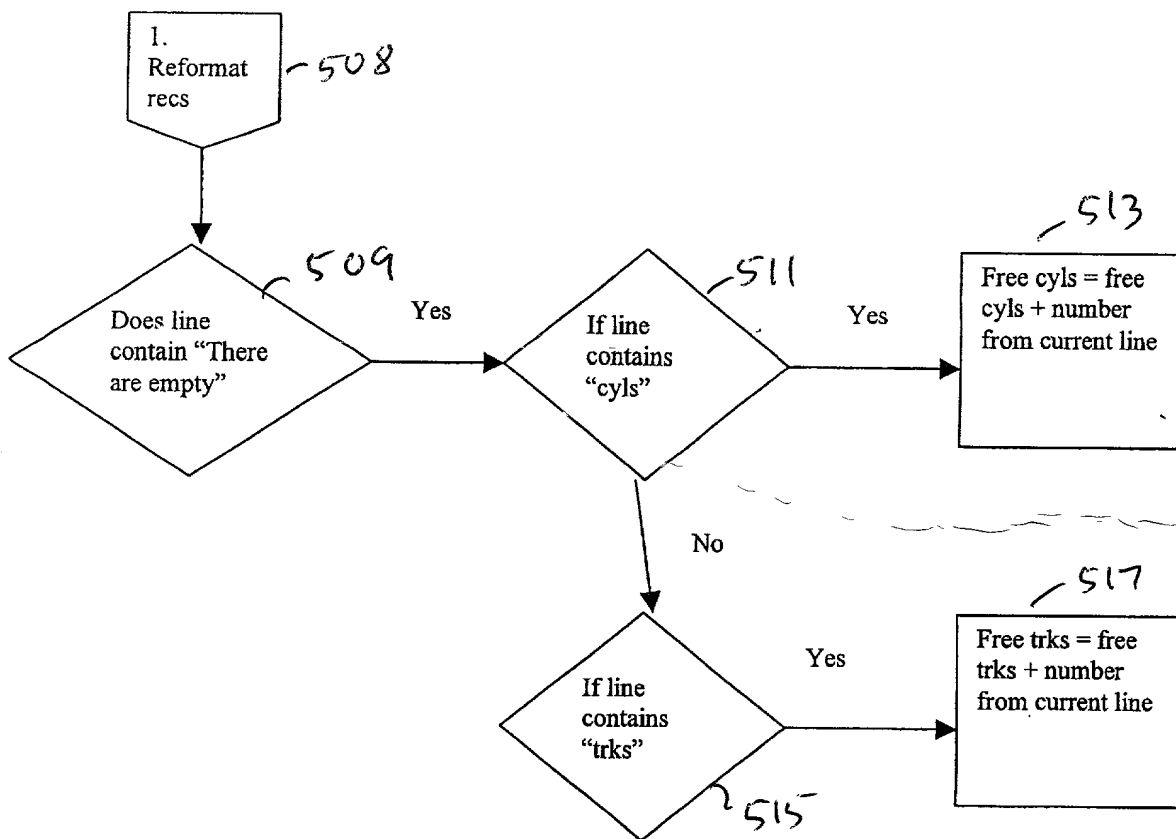 1.
Reformat
recs
508
509
Does line
contain “There
are empty”
Yes
511
If line
contains
“cyls”
Yes
513
Free cyls = free
cyls + number
from current line
No
515
If line
contains
“trks”
Yes
517
Free trks = free
trks + number
from current line